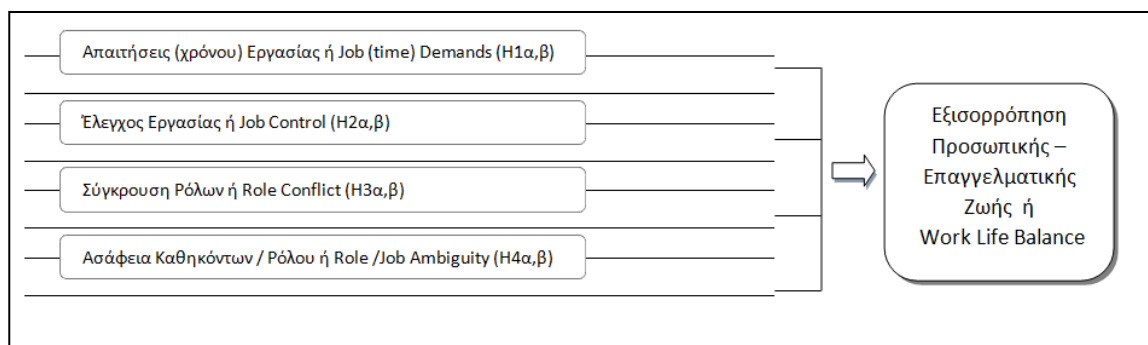 Απαιτήσεις (χρόνου) Εργασίας ή Job (time) Demands (H1α,β)
Έλεγχος Εργασίας ή Job Control (H2α,β)
Σύγκρουση Ρόλων ή Role Conflict (H3α,β)
Ασάφεια Καθηκόντων / Ρόλου ή Role /Job Ambiguity (H4α,β)
Εξισορρόπηση
Προσωπικής –
Επαγγελματικής
Ζωής ή
Work Life Balance